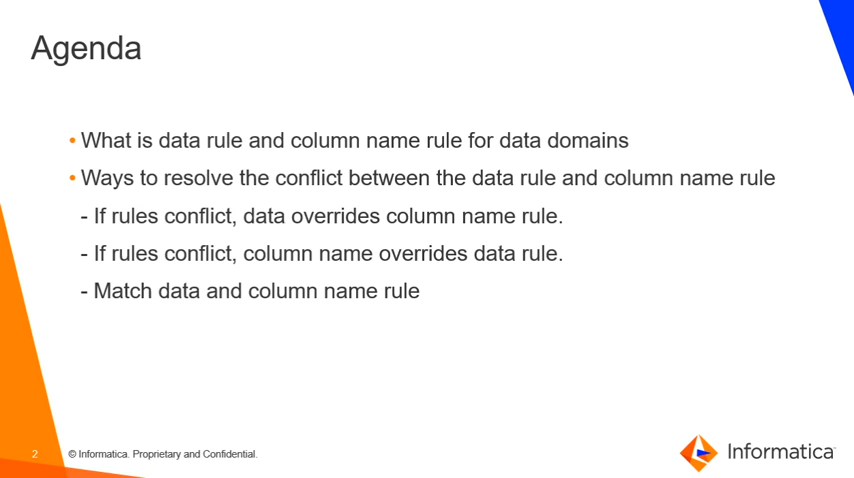 Agenda
• What is data rule and column name rule for data domains
• Ways to resolve the conflict between the data rule and column name rule
- If rules conflict, data overrides column name rule.
- If rules conflict, column name overrides data rule.
- Match data and column name rule
2 © Informatica. Proprietary and Confidential.
Informatica